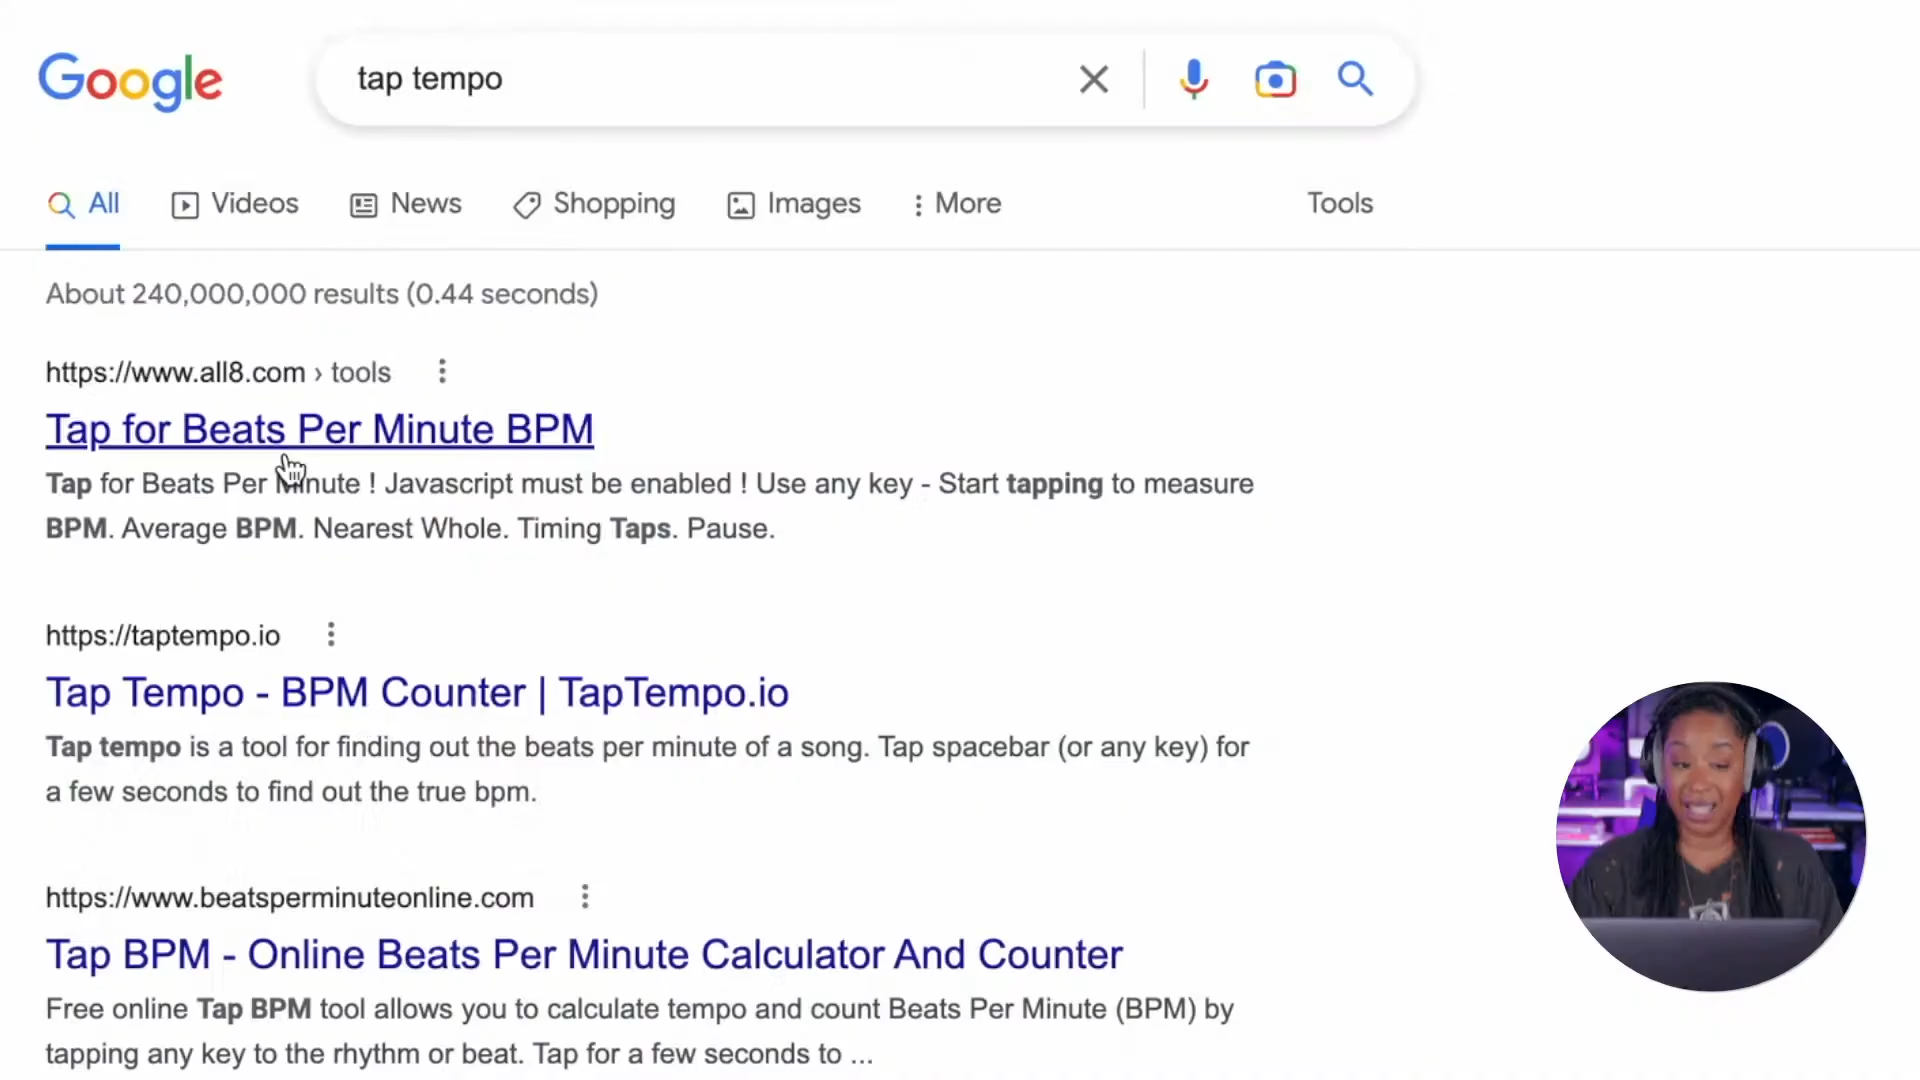 Google
tap tempo
All
Videos
News
Shopping
Images
More
Tools
About 240,000,000 results (0.44 seconds)
https://www.all8.com › tools
Tap for Beats Per Minute BPM
Tap for Beats Per Minute ! Javascript must be enabled ! Use any key - Start tapping to measure
BPM. Average BPM. Nearest Whole. Timing Taps. Pause.
https://taptempo.io
Tap Tempo - BPM Counter | TapTempo.io
Tap tempo is a tool for finding out the beats per minute of a song. Tap spacebar (or any key) for
a few seconds to find out the true bpm.
https://www.beatsperminuteonline.com
Tap BPM - Online Beats Per Minute Calculator And Counter
Free online Tap BPM tool allows you to calculate tempo and count Beats Per Minute (BPM) by
tapping any key to the rhythm or beat. Tap for a few seconds to ...